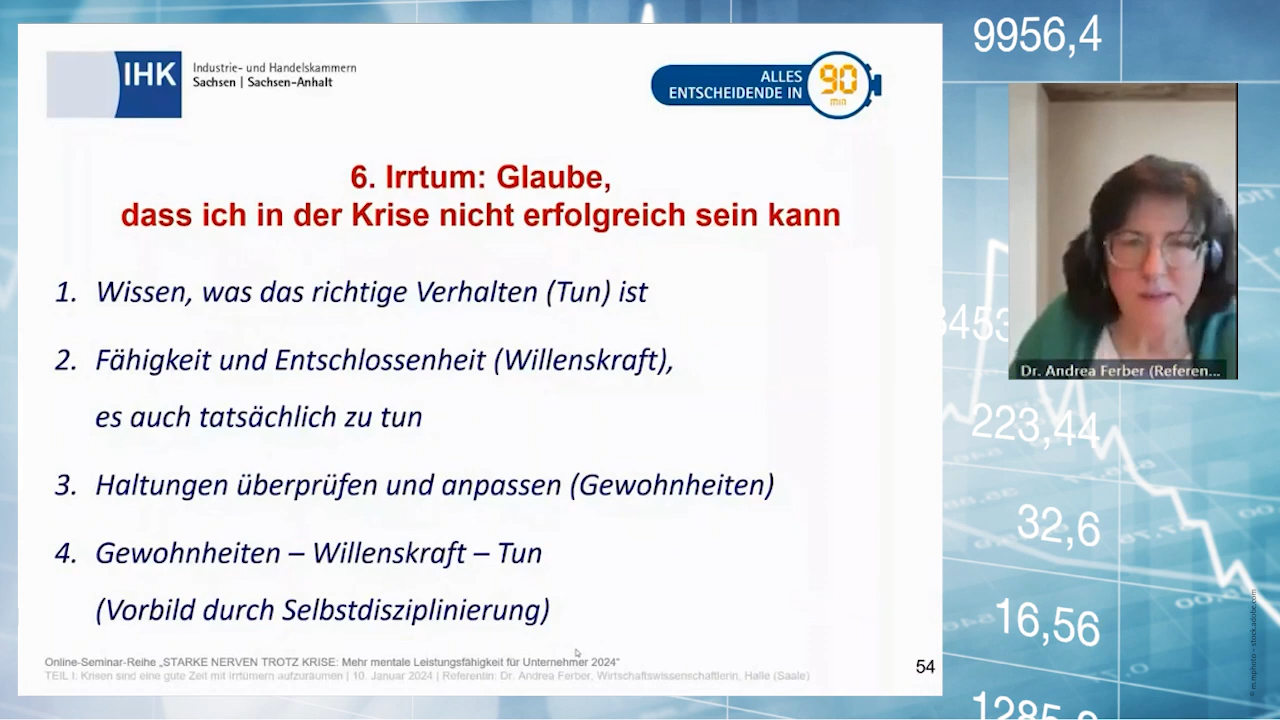 IHK
Industrie- und Handelskammern
Sachsen | Sachsen-Anhalt
ALLES
ENTSCHEIDENDE IN
90
min
6. Irrtum: Glaube,
dass ich in der Krise nicht erfolgreich sein kann
1. Wissen, was das richtige Verhalten (Tun) ist
2. Fähigkeit und Entschlossenheit (Willenskraft),
es auch tatsächlich zu tun
3. Haltungen überprüfen und anpassen (Gewohnheiten)
4. Gewohnheiten – Willenskraft – Tun
(Vorbild durch Selbstdisziplinierung)
Online-Seminar-Reihe „STARKE NERVEN TROTZ KRISE: Mehr mentale Leistungsfähigkeit für Unternehmer 2024“
TEIL I: Krisen sind eine gute Zeit mit Irrtümern aufzuräumen | 10. Januar 2024 | Referentin: Dr. Andrea Ferber, Wirtschaftswissenschaftlerin, Halle (Saale)
54
9956,4
Dr. Andrea Ferber (Referen...
223,44
32,6
16,56
© m.mphoto - stock.adobe.com